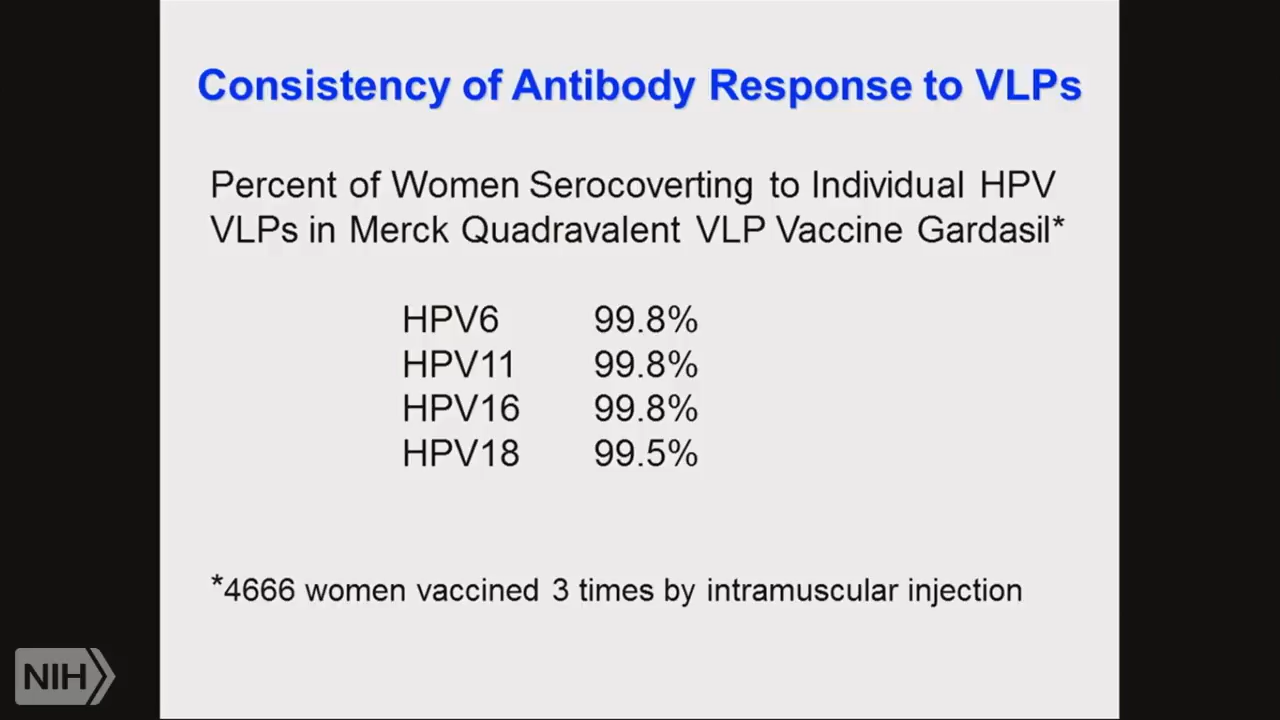 Consistency of Antibody Response to VLPs
Percent of Women Serocoverting to Individual HPV
VLPs in Merck Quadravalent VLP Vaccine Gardasil*
HPV6 99.8%
HPV11 99.8%
HPV16 99.8%
HPV18 99.5%
*4666 women vaccined 3 times by intramuscular injection
NIH